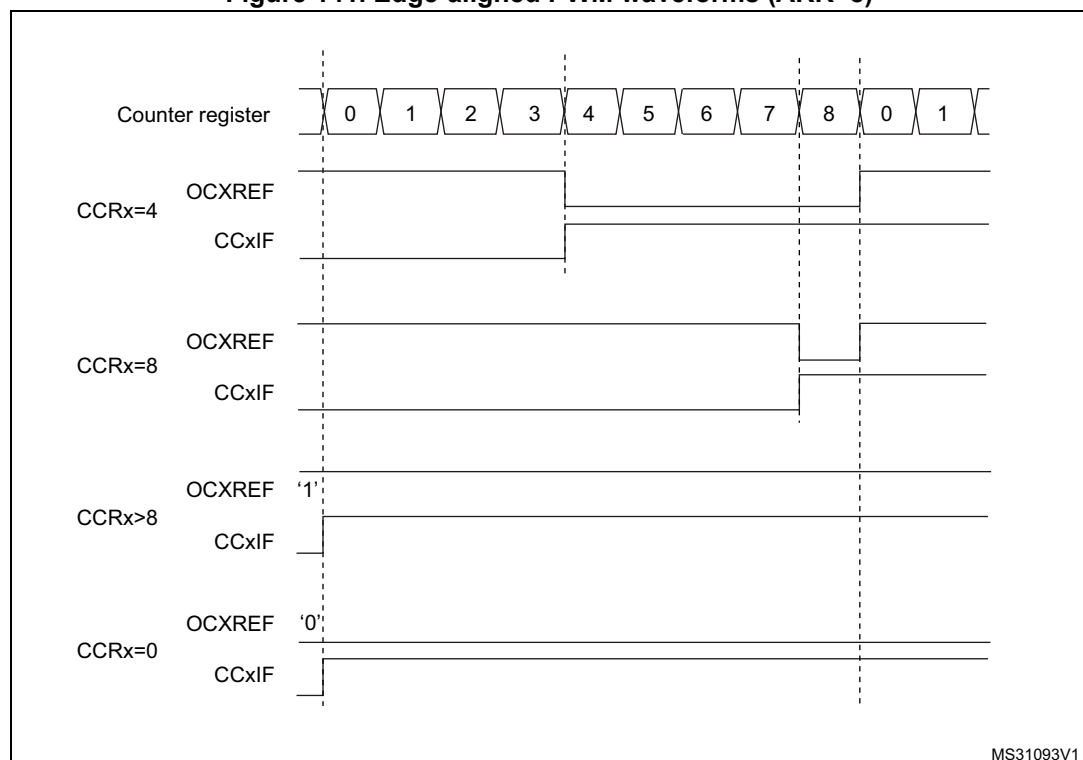 Counter register 0 1 2 3 4 5 6 7 8 0 1
OCXREF
CCRx=4
CCxIF
OCXREF
CCRx=8
CCxIF
OCXREF ‘1’
CCRx>8
CCxIF
OCXREF ‘0’
CCRx=0
CCxIF
MS31093V1